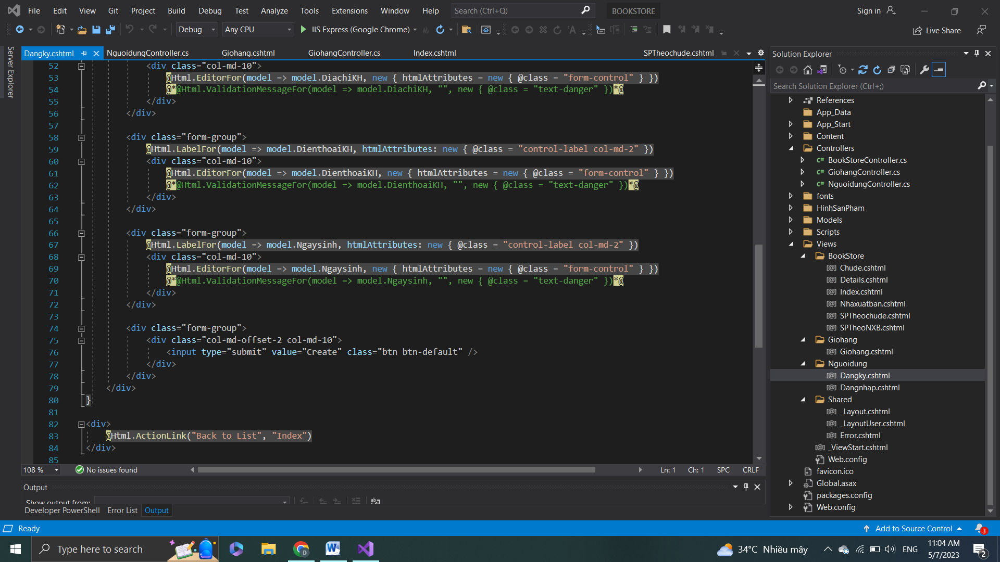 File Edit View Git Project Build Debug Test Analyze Tools Extensions Window Help Search (Ctrl+Q) BOOKSTORE Sign in
Debug Any CPU IIS Express (Google Chrome) Live Share
Server Explorer
Dangky.cshtml NguoidungController.cs Giohang.cshtml GiohangController.cs Index.cshtml SPTheochude.cshtml
52 <div class="col-md-10">
53 @Html.EditorFor(model => model.DiachiKH, new { htmlAttributes = new { @class = "form-control" } })
54 @*@Html.ValidationMessageFor(model => model.DiachiKH, "", new { @class = "text-danger" })*@
55 </div>
56 </div>
57
58 <div class="form-group">
59 @Html.LabelFor(model => model.DienthoaiKH, htmlAttributes: new { @class = "control-label col-md-2" })
60 <div class="col-md-10">
61 @Html.EditorFor(model => model.DienthoaiKH, new { htmlAttributes = new { @class = "form-control" } })
62 @*@Html.ValidationMessageFor(model => model.DienthoaiKH, "", new { @class = "text-danger" })*@
63 </div>
64 </div>
65
66 <div class="form-group">
67 @Html.LabelFor(model => model.Ngaysinh, htmlAttributes: new { @class = "control-label col-md-2" })
68 <div class="col-md-10">
69 @Html.EditorFor(model => model.Ngaysinh, new { htmlAttributes = new { @class = "form-control" } })
70 @*@Html.ValidationMessageFor(model => model.Ngaysinh, "", new { @class = "text-danger" })*@
71 </div>
72 </div>
73
74 <div class="form-group">
75 <div class="col-md-offset-2 col-md-10">
76 <input type="submit" value="Create" class="btn btn-default" />
77 </div>
78 </div>
79 </div>
80 }
81
82 <div>
83 @Html.ActionLink("Back to List", "Index")
84 </div>
85
108 % No issues found Ln: 1 Ch: 1 SPC CRLF
Output
Show output from:
Developer PowerShell Error List Output
Solution Explorer
Search Solution Explorer (Ctrl+;)
References
App_Data
App_Start
Content
Controllers
C# BookStoreController.cs
C# GiohangController.cs
C# NguoidungController.cs
fonts
HinhSanPham
Models
Scripts
Views
BookStore
[@] Chude.cshtml
[@] Details.cshtml
[@] Index.cshtml
[@] Nhaxuatban.cshtml
[@] SPTheochude.cshtml
[@] SPTheoNXB.cshtml
Giohang
[@] Giohang.cshtml
Nguoidung
[@] Dangky.cshtml
[@] Dangnhap.cshtml
Shared
[@] _Layout.cshtml
[@] _LayoutUser.cshtml
[@] Error.cshtml
[@] _ViewStart.cshtml
Web.config
favicon.ico
Global.asax
packages.config
Web.config
Ready Add to Source Control 3
Type here to search 34°C Nhiều mây ENG 11:04 AM
5/7/2023 2